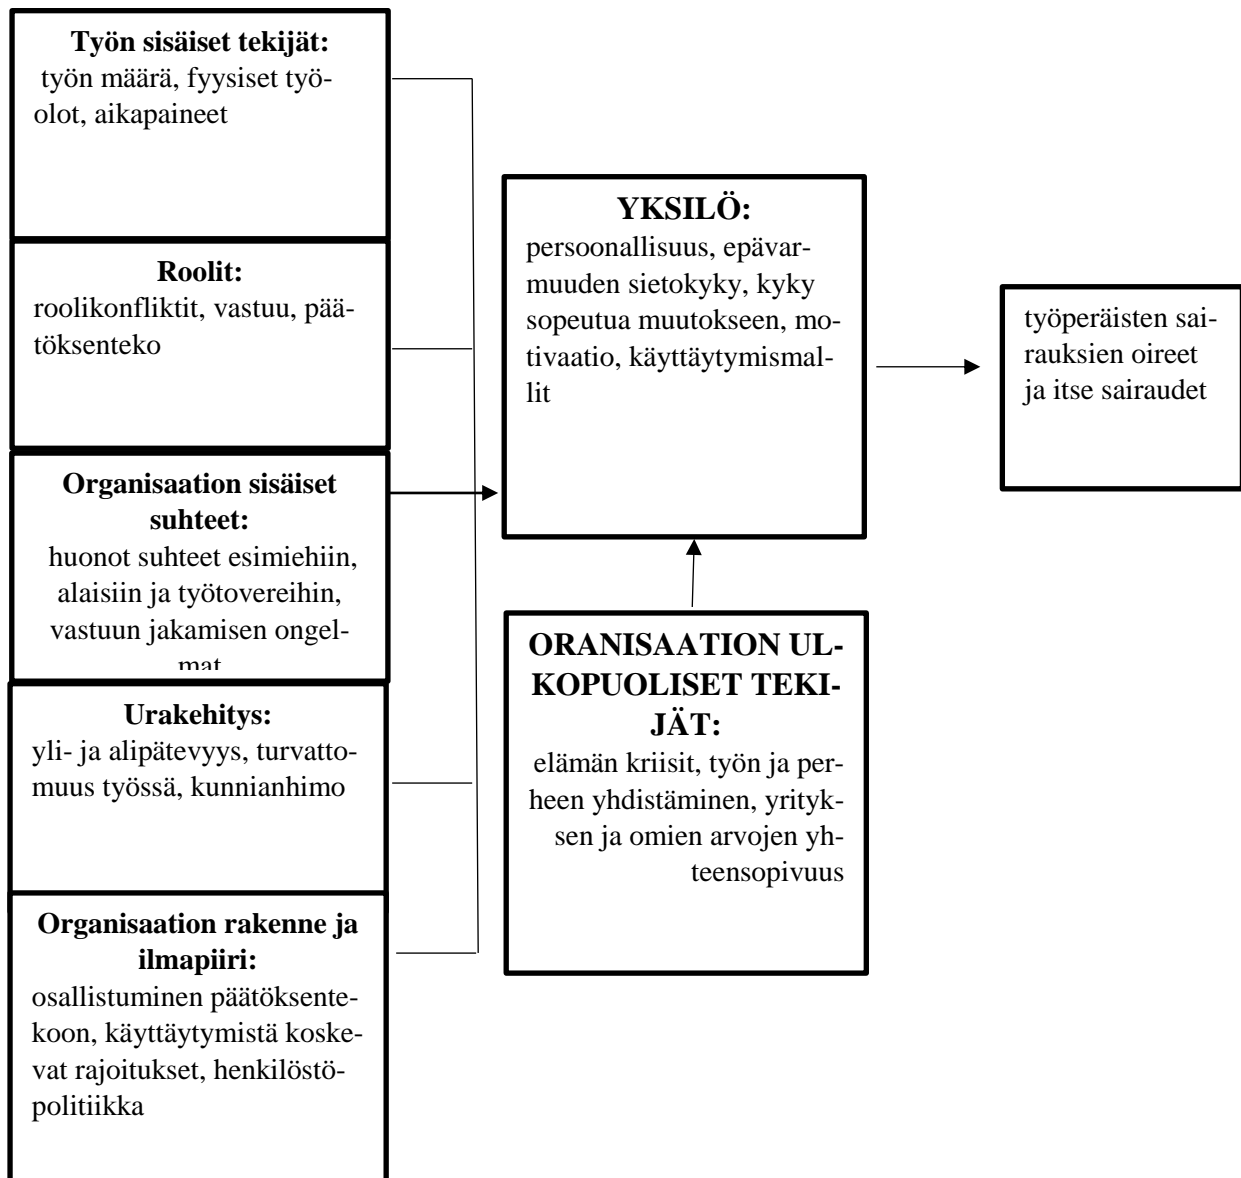 Työn sisäiset tekijät:
työn määrä, fyysiset työ-
olot, aikapaineet
Roolit:
roolikonfliktit, vastuu, pää-
töksenteko
Organisaation sisäiset
suhteet:
huonot suhteet esimiehiin,
alaisiin ja työtovereihin,
vastuun jakamisen ongel-
mat
Urakehitys:
yli- ja alipätevyys, turvatto-
muus työssä, kunnianhimo
Organisaation rakenne ja
ilmapiiri:
osallistuminen päätöksente-
koon, käyttäytymistä koske-
vat rajoitukset, henkilöstö-
politiikka
YKSILÖ:
persoonallisuus, epävar-
muuden sietokyky, kyky
sopeutua muutokseen, mo-
tivaatio, käyttäytymismal-
lit
ORANISAATION UL-
KOPUOLISET TEKI-
JÄT:
elämän kriisit, työn ja per-
heen yhdistäminen, yrityk-
sen ja omien arvojen yh-
teensopivuus
työperäisten sai-
rauksien oireet
ja itse sairaudet